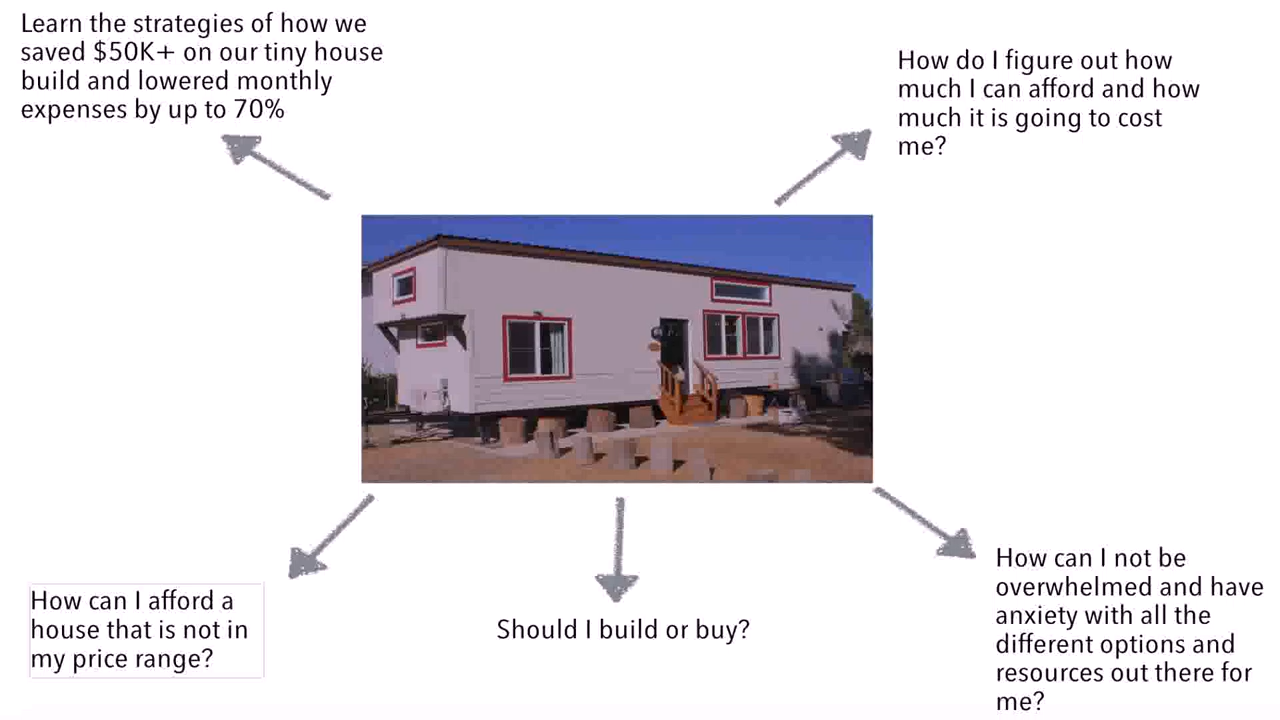 Learn the strategies of how we
saved $50K+ on our tiny house
build and lowered monthly
expenses by up to 70%
How do I figure out how
much I can afford and how
much it is going to cost
me?
How can I afford a
house that is not in
my price range?
Should I build or buy?
How can I not be
overwhelmed and have
anxiety with all the
different options and
resources out there for
me?